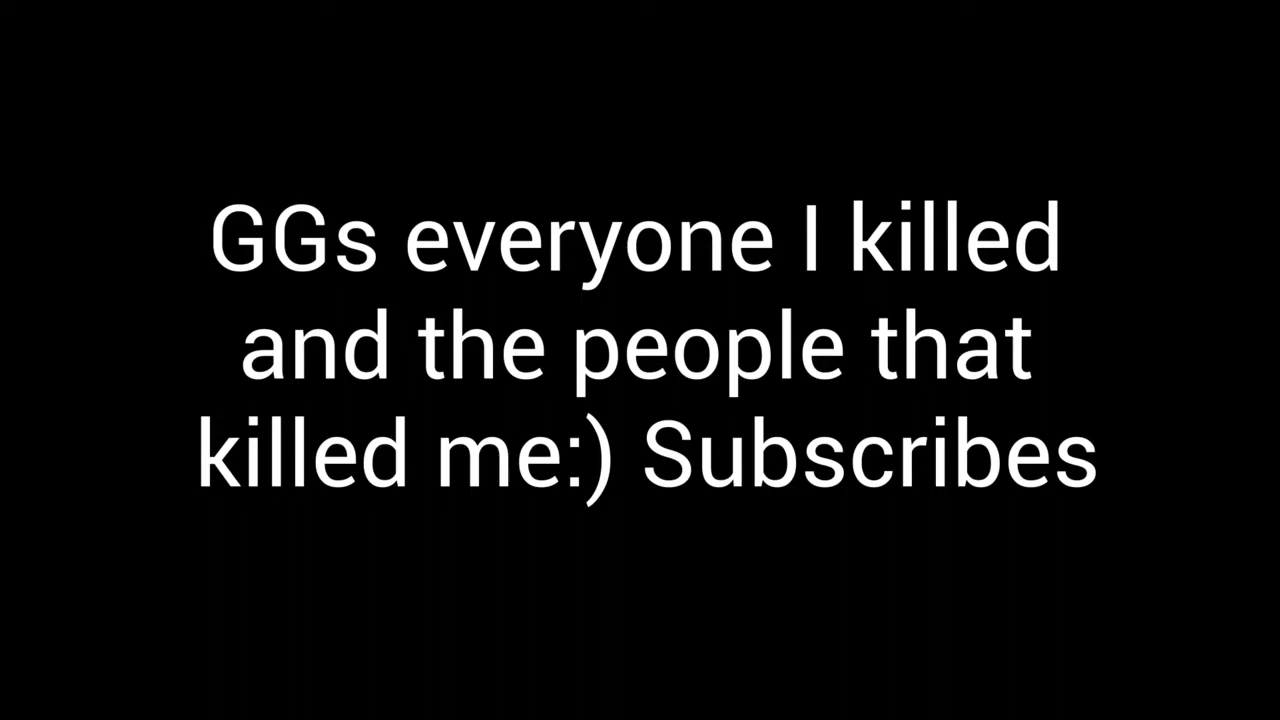 GGs everyone I killed
and the people that
killed me:) Subscribes